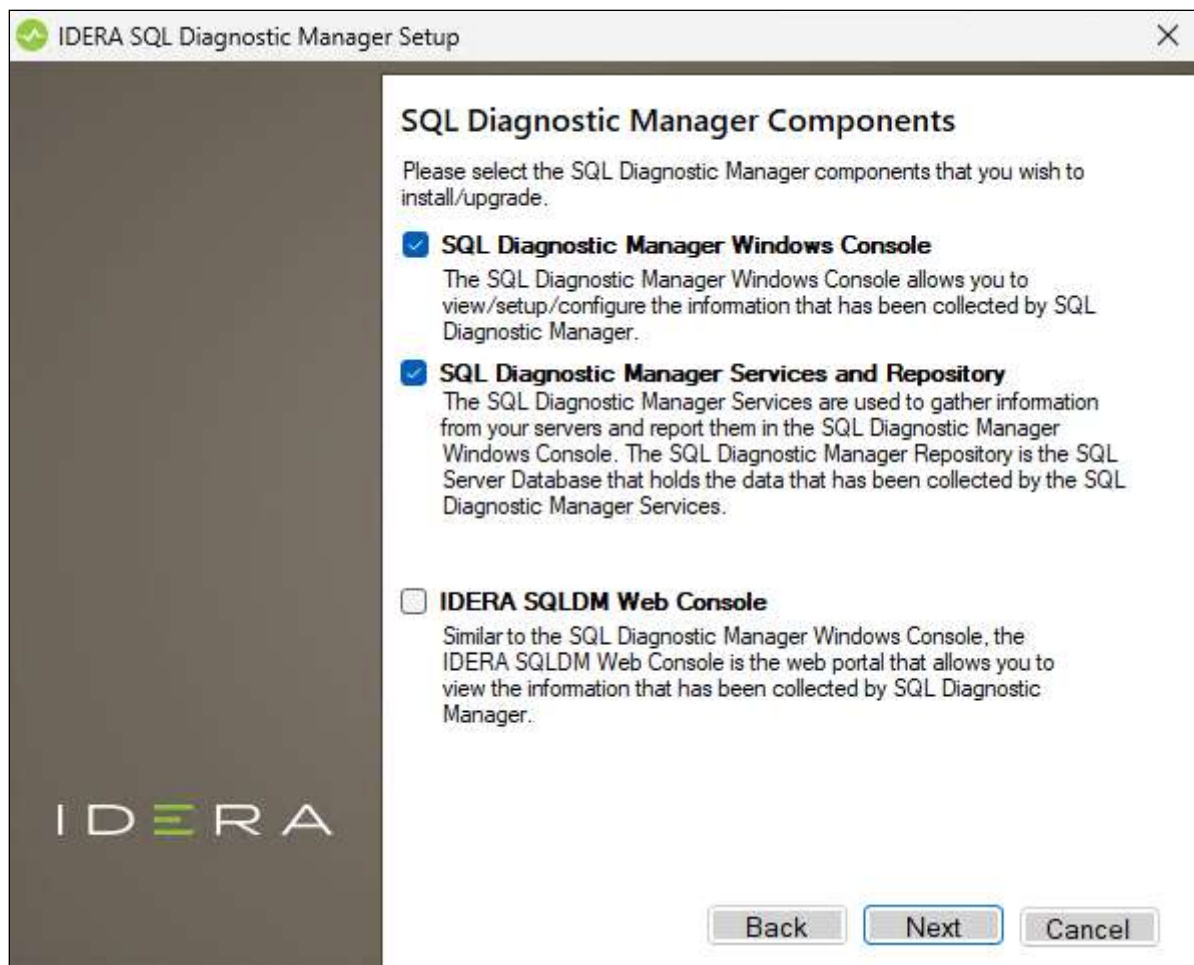 IDERA SQL Diagnostic Manager Setup
SQL Diagnostic Manager Components
Please select the SQL Diagnostic Manager components that you wish to
install/upgrade.
SQL Diagnostic Manager Windows Console
The SQL Diagnostic Manager Windows Console allows you to
view/setup/configure the information that has been collected by SQL
Diagnostic Manager.
SQL Diagnostic Manager Services and Repository
The SQL Diagnostic Manager Services are used to gather information
from your servers and report them in the SQL Diagnostic Manager
Windows Console. The SQL Diagnostic Manager Repository is the SQL
Server Database that holds the data that has been collected by the SQL
Diagnostic Manager Services.
IDERA SQLDM Web Console
Similar to the SQL Diagnostic Manager Windows Console, the
IDERA SQLDM Web Console is the web portal that allows you to
view the information that has been collected by SQL Diagnostic
Manager.
IDERA
Back Next Cancel